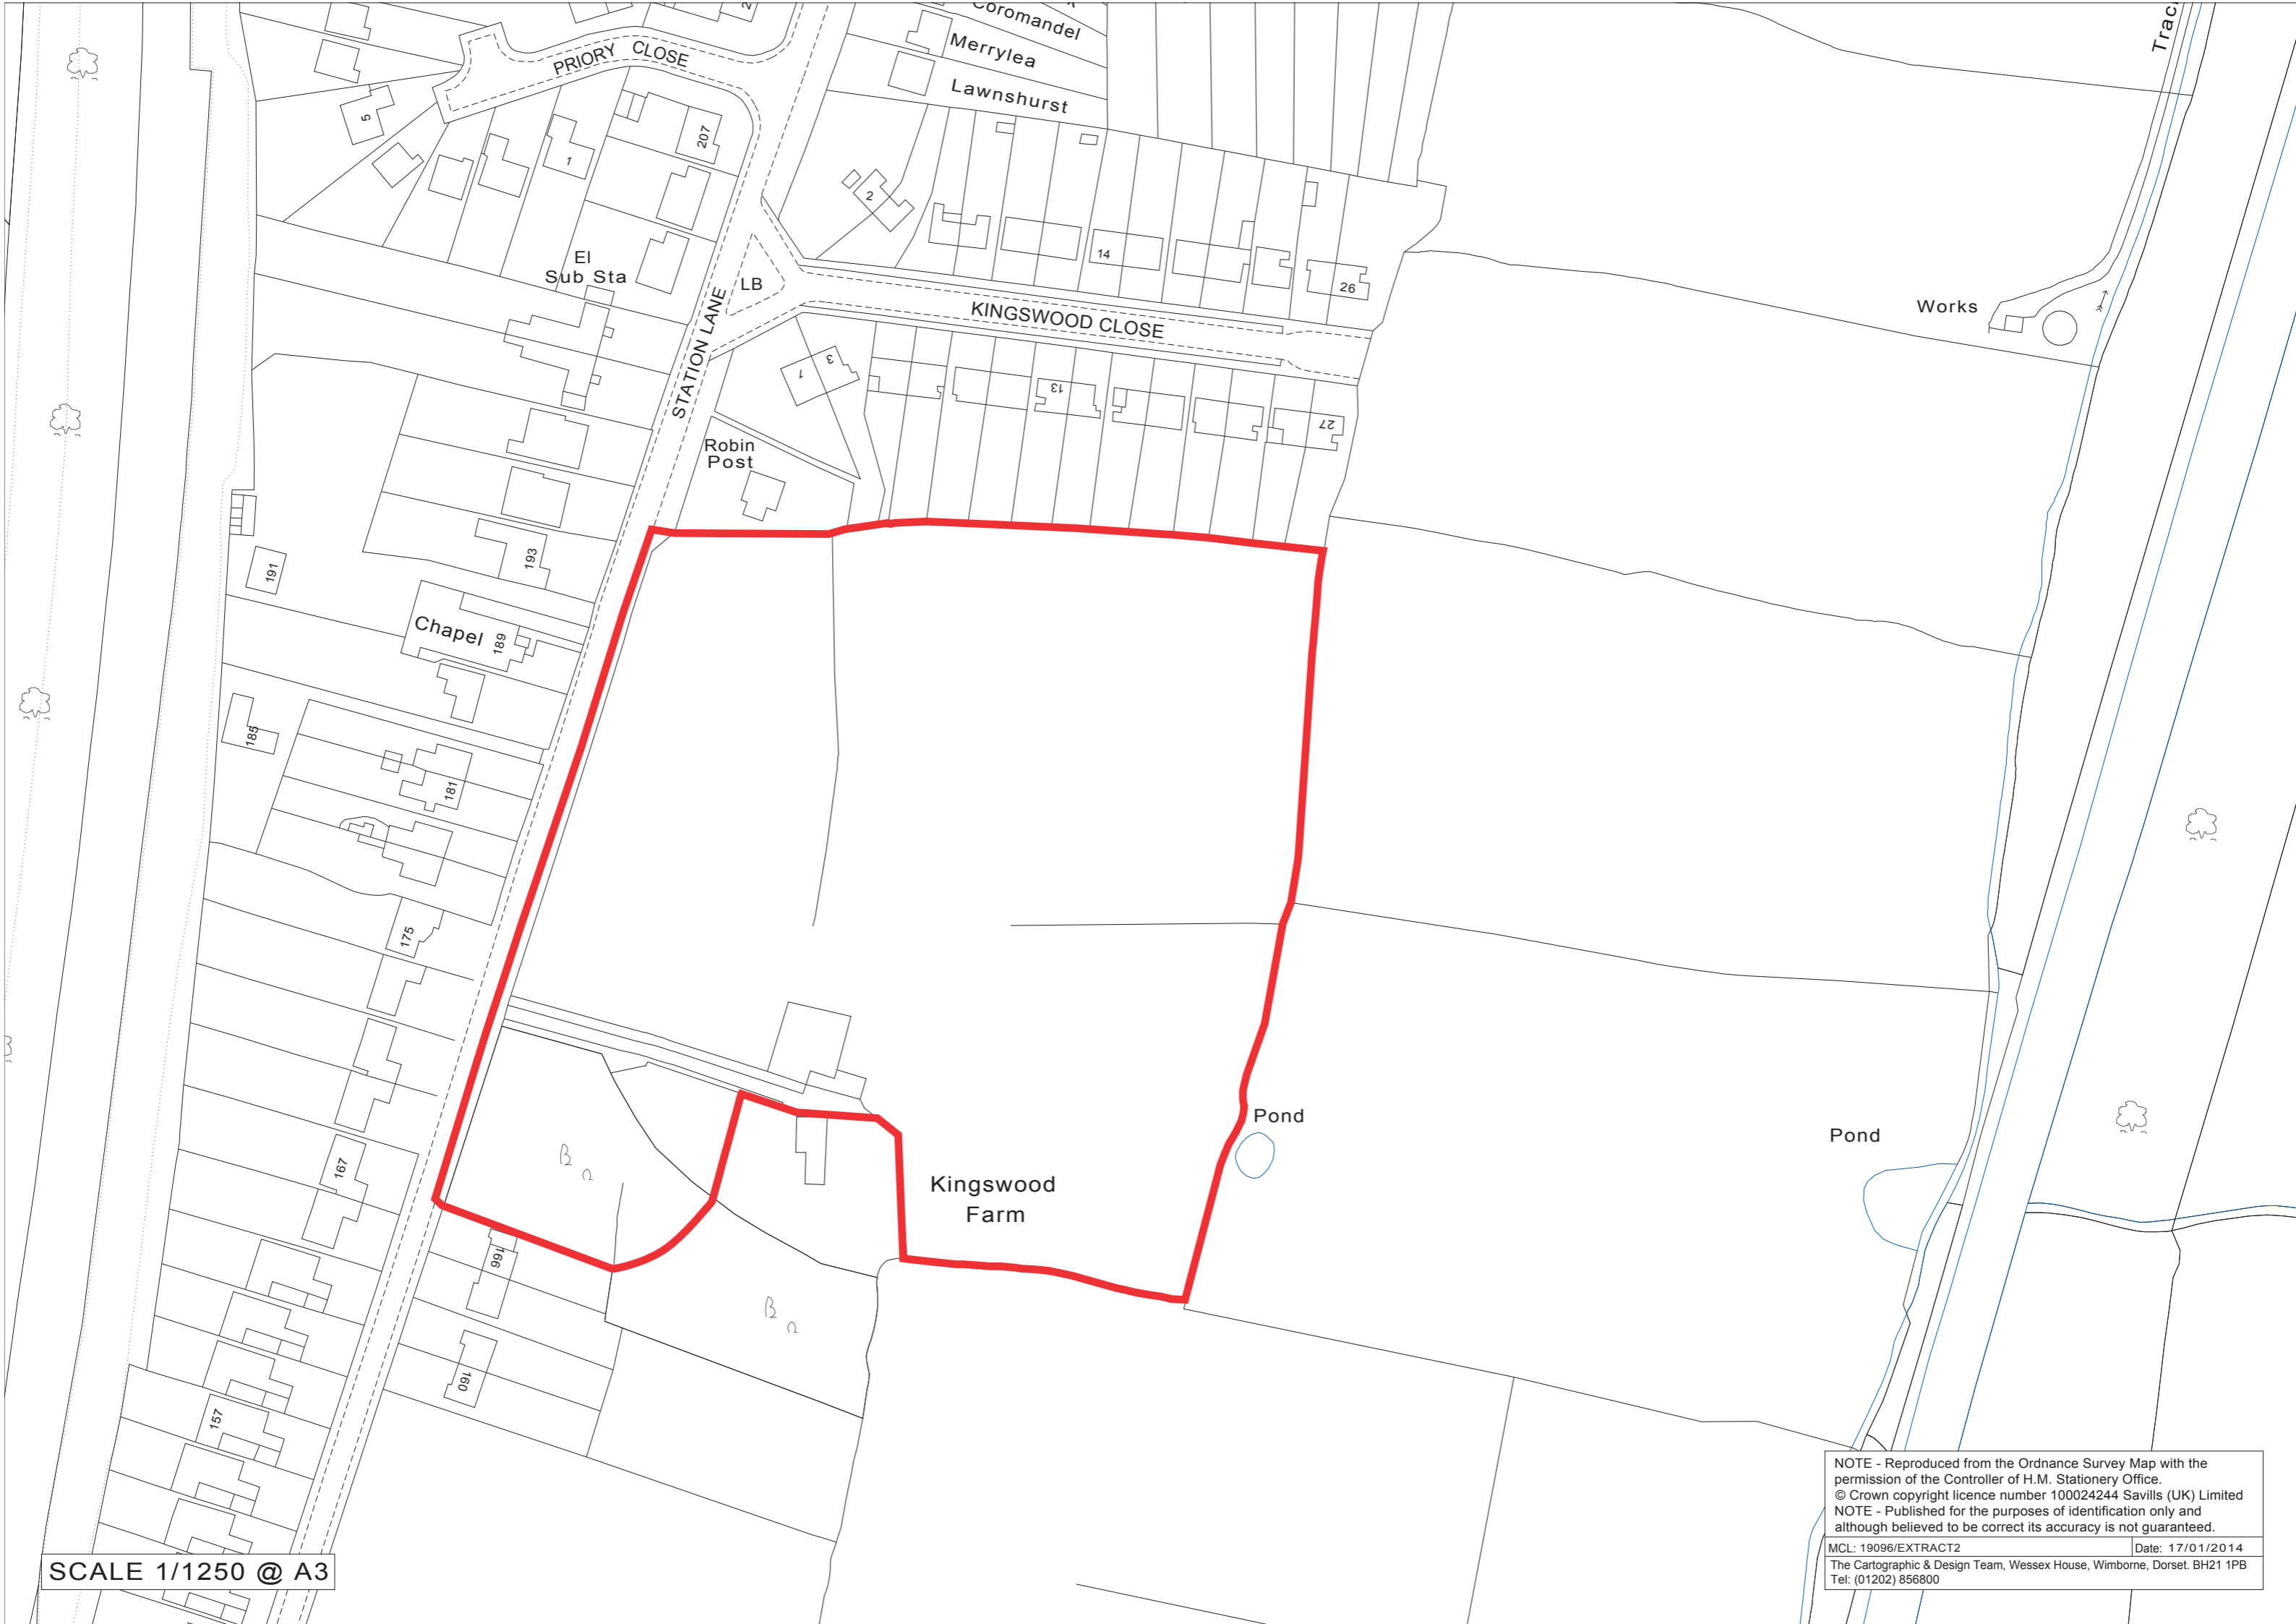 Coromandel
Merrylea
Lawnshurst
Track
PRIORY CLOSE
5
1
207
2
El
Sub Sta
LB
14
26
Works
STATION LANE
KINGSWOOD CLOSE
1
3
13
27
Robin
Post
193
191
Chapel
189
185
181
175
167
Pond
Pond
Kingswood
Farm
166
160
157
SCALE 1/1250 @ A3
NOTE - Reproduced from the Ordnance Survey Map with the
permission of the Controller of H.M. Stationery Office.
© Crown copyright licence number 100024244 Savills (UK) Limited
NOTE - Published for the purposes of identification only and
although believed to be correct its accuracy is not guaranteed.
MCL: 19096/EXTRACT2
Date: 17/01/2014
The Cartographic & Design Team, Wessex House, Wimborne, Dorset. BH21 1PB
Tel: (01202) 856800